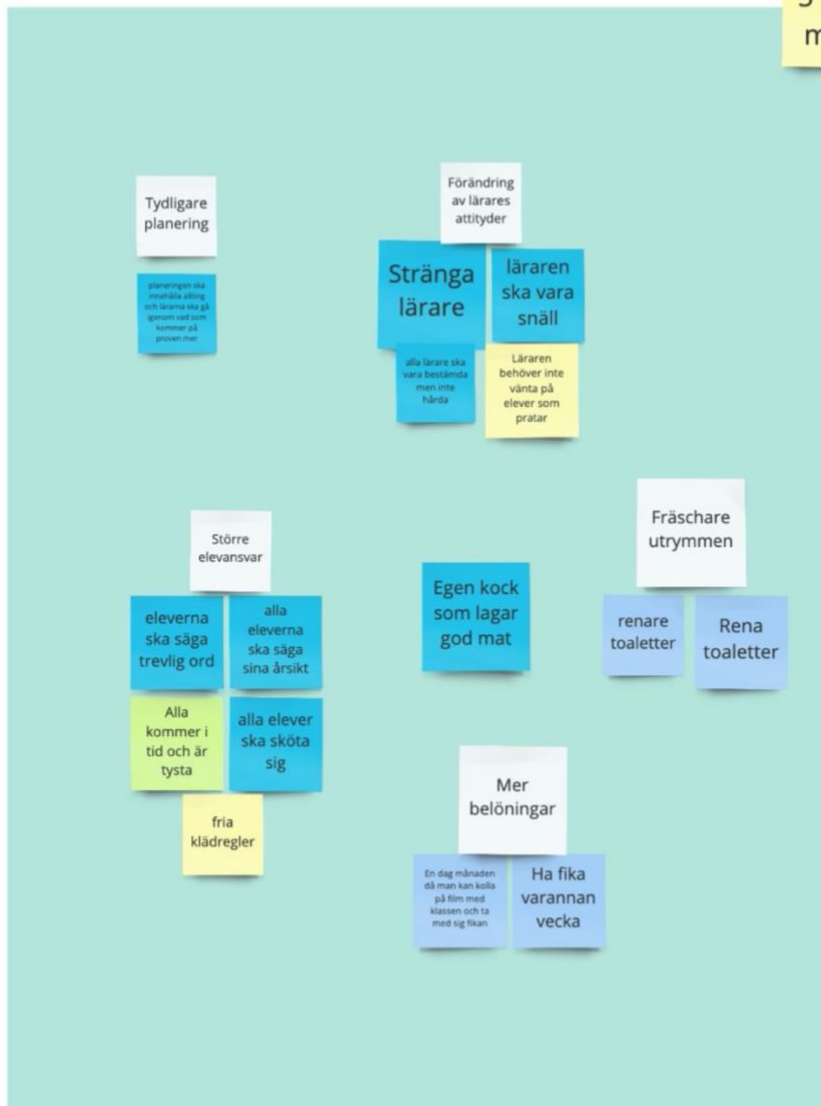 m
Tydligare
planering
planeringen ska
innehålla allting
och lärarna ska gå
igenom vad som
kommer på
proven mer
Förändring
av lärares
attityder
Stränga
lärare
läraren
ska vara
snäll
alla lärare ska
vara bestämda
men inte
hårda
Läraren
behöver inte
vänta på
elever som
pratar
Större
elevansvar
eleverna
ska säga
trevlig ord
alla
eleverna
ska säga
sina årsikt
Alla
kommer i
tid och är
tysta
alla elever
ska sköta
sig
fria
klädregler
Egen kock
som lagar
god mat
Fräschare
utrymmen
renare
toaletter
Rena
toaletter
Mer
belöningar
En dag månaden
då man kan kolla
på film med
klassen och ta
med sig fikan
Ha fika
varannan
vecka